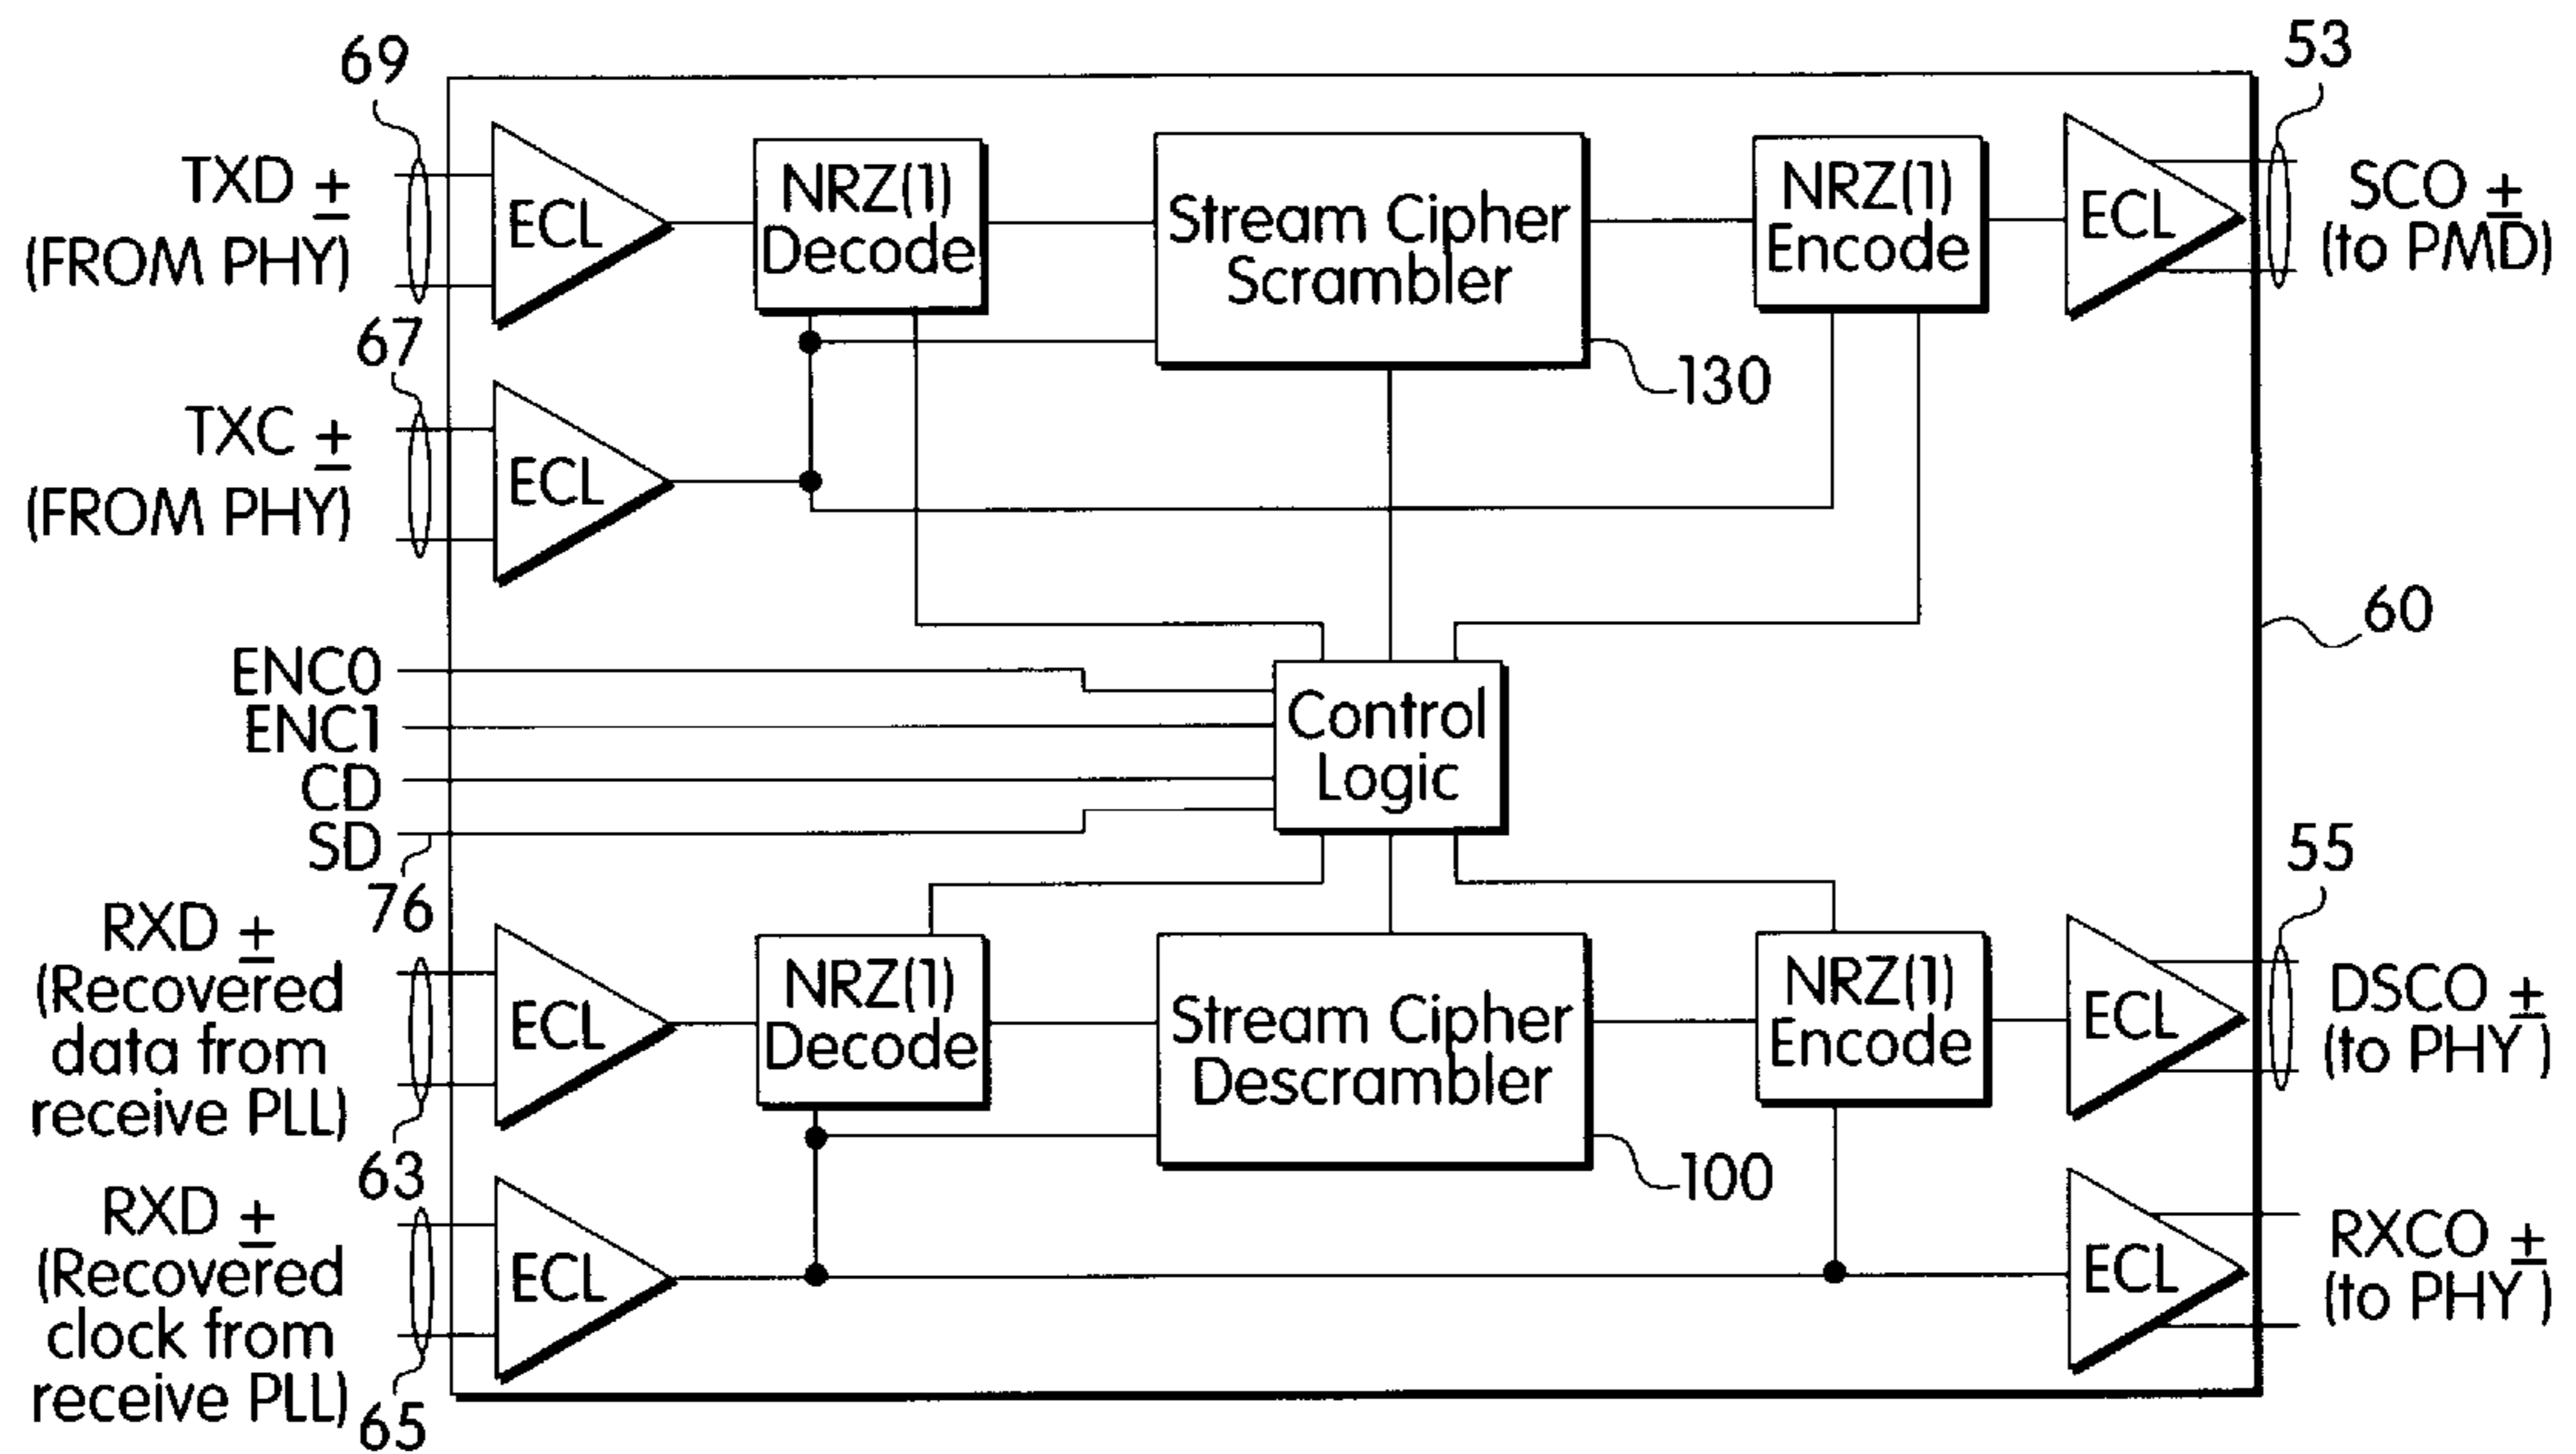 69
TXD ±
(FROM PHY)
ECL
NRZ(1)
Decode
Stream Cipher
Scrambler
130
NRZ(1)
Encode
ECL
53
SCO ±
(to PMD)
67
TXC ±
(FROM PHY)
ECL
60
ENC0
ENC1
CD
SD
76
Control
Logic
RXD ±
(Recovered
data from
receive PLL)
63
ECL
NRZ(1)
Decode
Stream Cipher
Descrambler
100
NRZ(1)
Encode
ECL
55
DSCO ±
(to PHY)
RXD ±
(Recovered
clock from
receive PLL)
65
ECL
ECL
RXCO ±
(to PHY)